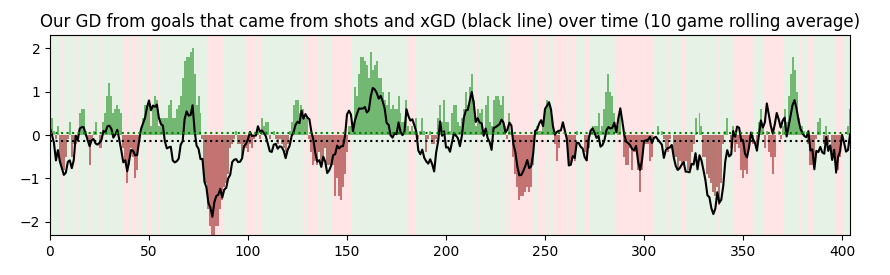 Our GD from goals that came from shots and xGD (black line) over time (10 game rolling average)
2
1
0
−1
−2
0 50 100 150 200 250 300 350 400